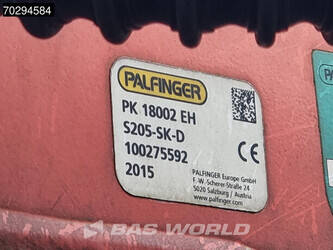 70294584
PALFINGER
PK 18002 EH
S205-SK-D
100275592
2015
CE
PALFINGER Europe GmbH
F.-W.-Scherer-Straße 24
5020 Salzburg / Austria
www.palfinger.com
BAS WORLD